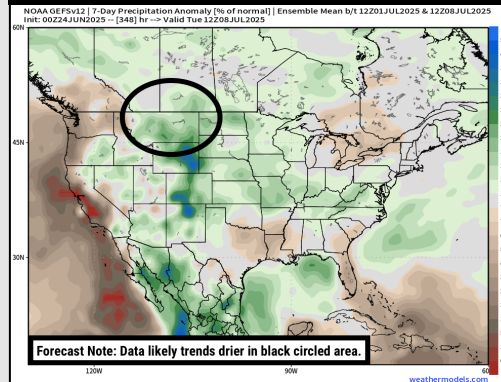 NOAA GEFSv12 | 7-Day Precipitation Anomaly [% of normal] | Ensemble Mean b/t 12Z01JUL2025 & 12Z08JUL2025
Init: 00Z24JUN2025 -- [348] hr --> Valid Tue 12Z08JUL2025
60N
45N
30N
Forecast Note: Data likely trends drier in black circled area.
120W
90W
60
weathermodels.com